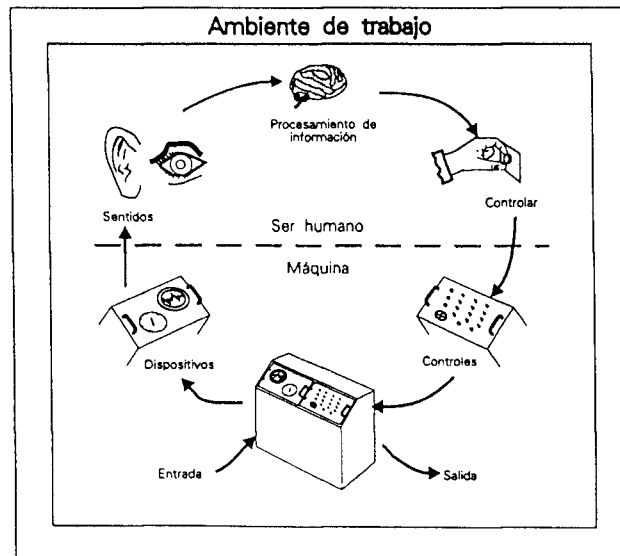 Ambiente de trabajo
Procesamiento de
información
Sentidos
Controlar
Ser humano
Máquina
Dispositivos
Controles
Entrada
Salida